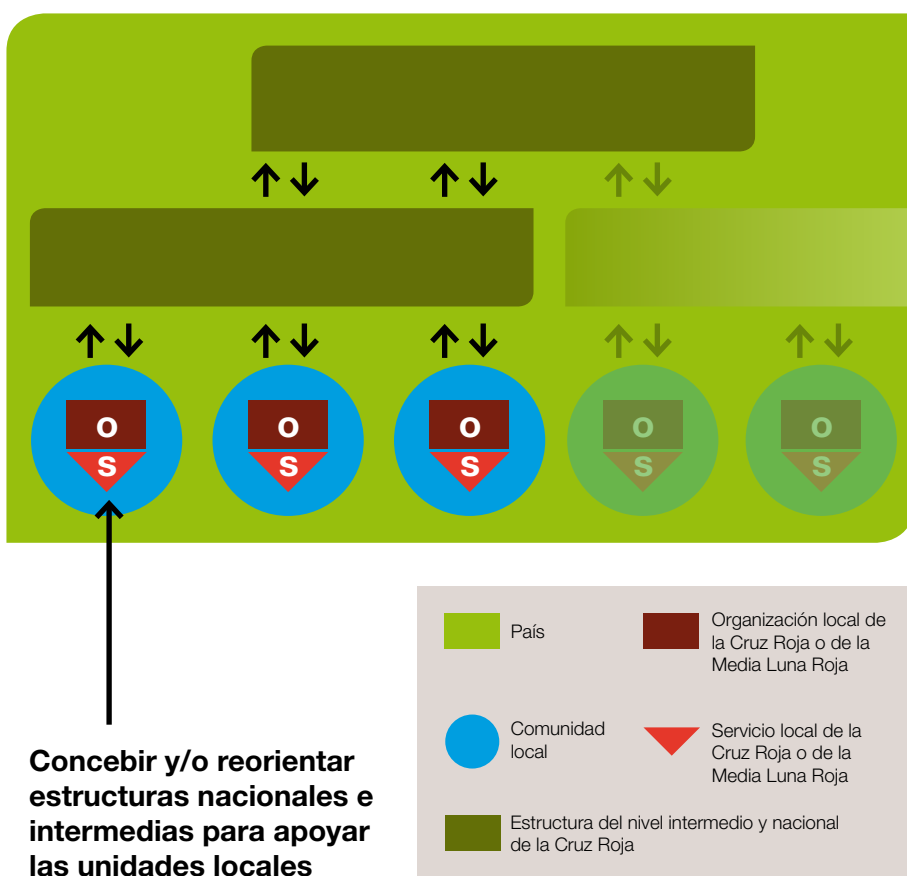 O O O O O
S S S S S
Concebir y/o reorientar
estructuras nacionales e
intermedias para apoyar
las unidades locales
País
Organización local de
la Cruz Roja o de la
Media Luna Roja
Comunidad
local
Servicio local de la
Cruz Roja o de la
Media Luna Roja
Estructura del nivel intermedio y nacional
de la Cruz Roja